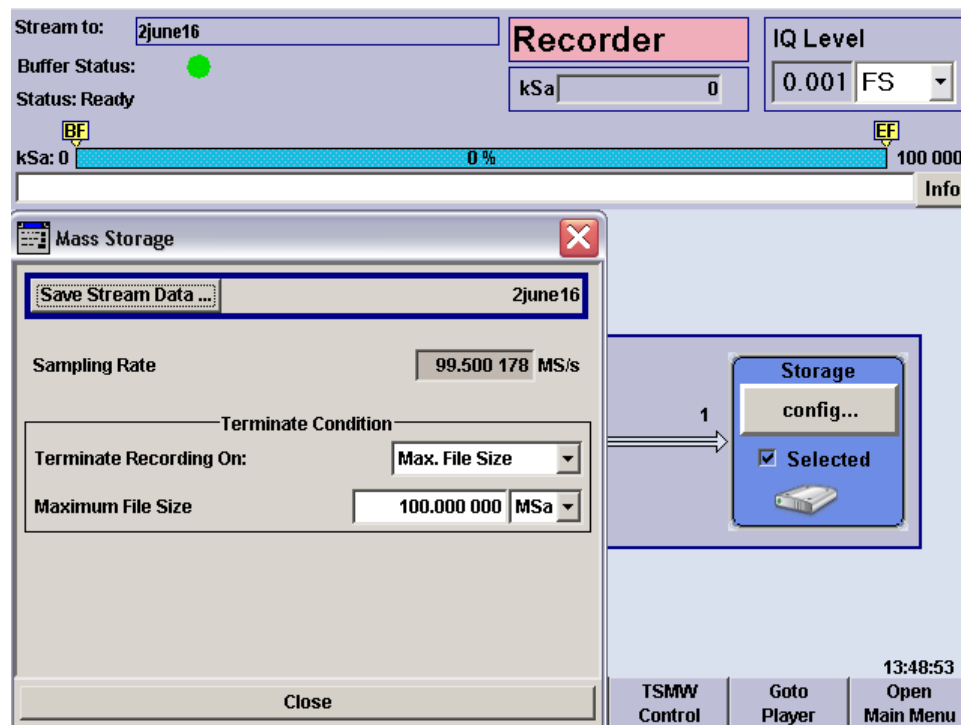 Stream to: 2june16
Recorder
IQ Level
Buffer Status:
kSa 0
0.001 FS
Status: Ready
BF
EF
kSa: 0
0 %
100 000
Info
Mass Storage
Save Stream Data ... 2june16
Sampling Rate 99.500 178 MS/s
Terminate Condition
Terminate Recording On: Max. File Size
Maximum File Size 100.000 000 MSa
Close
1
Storage
config...
Selected
13:48:53
TSMW Control
Goto Player
Open Main Menu